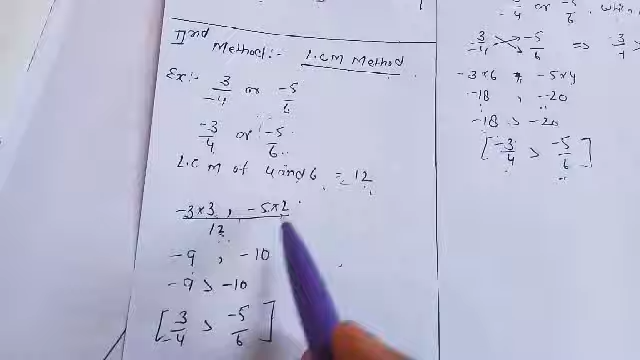 IInd
Method:- L.C.M Method
Ex:- 3/-4 or -5/6
-3/4 or -5/6
L.C.M of 4 and 6 = 12
-3×3, -5×2
12
-9, -10
-9 > -10
[3/-4 > -5/6]
-4 or 6, whi
3/-4 -5/6 => -3/4 >
-3×6 -5×4
-18, -20
-18 > -20
[-3/4 > -5/6]